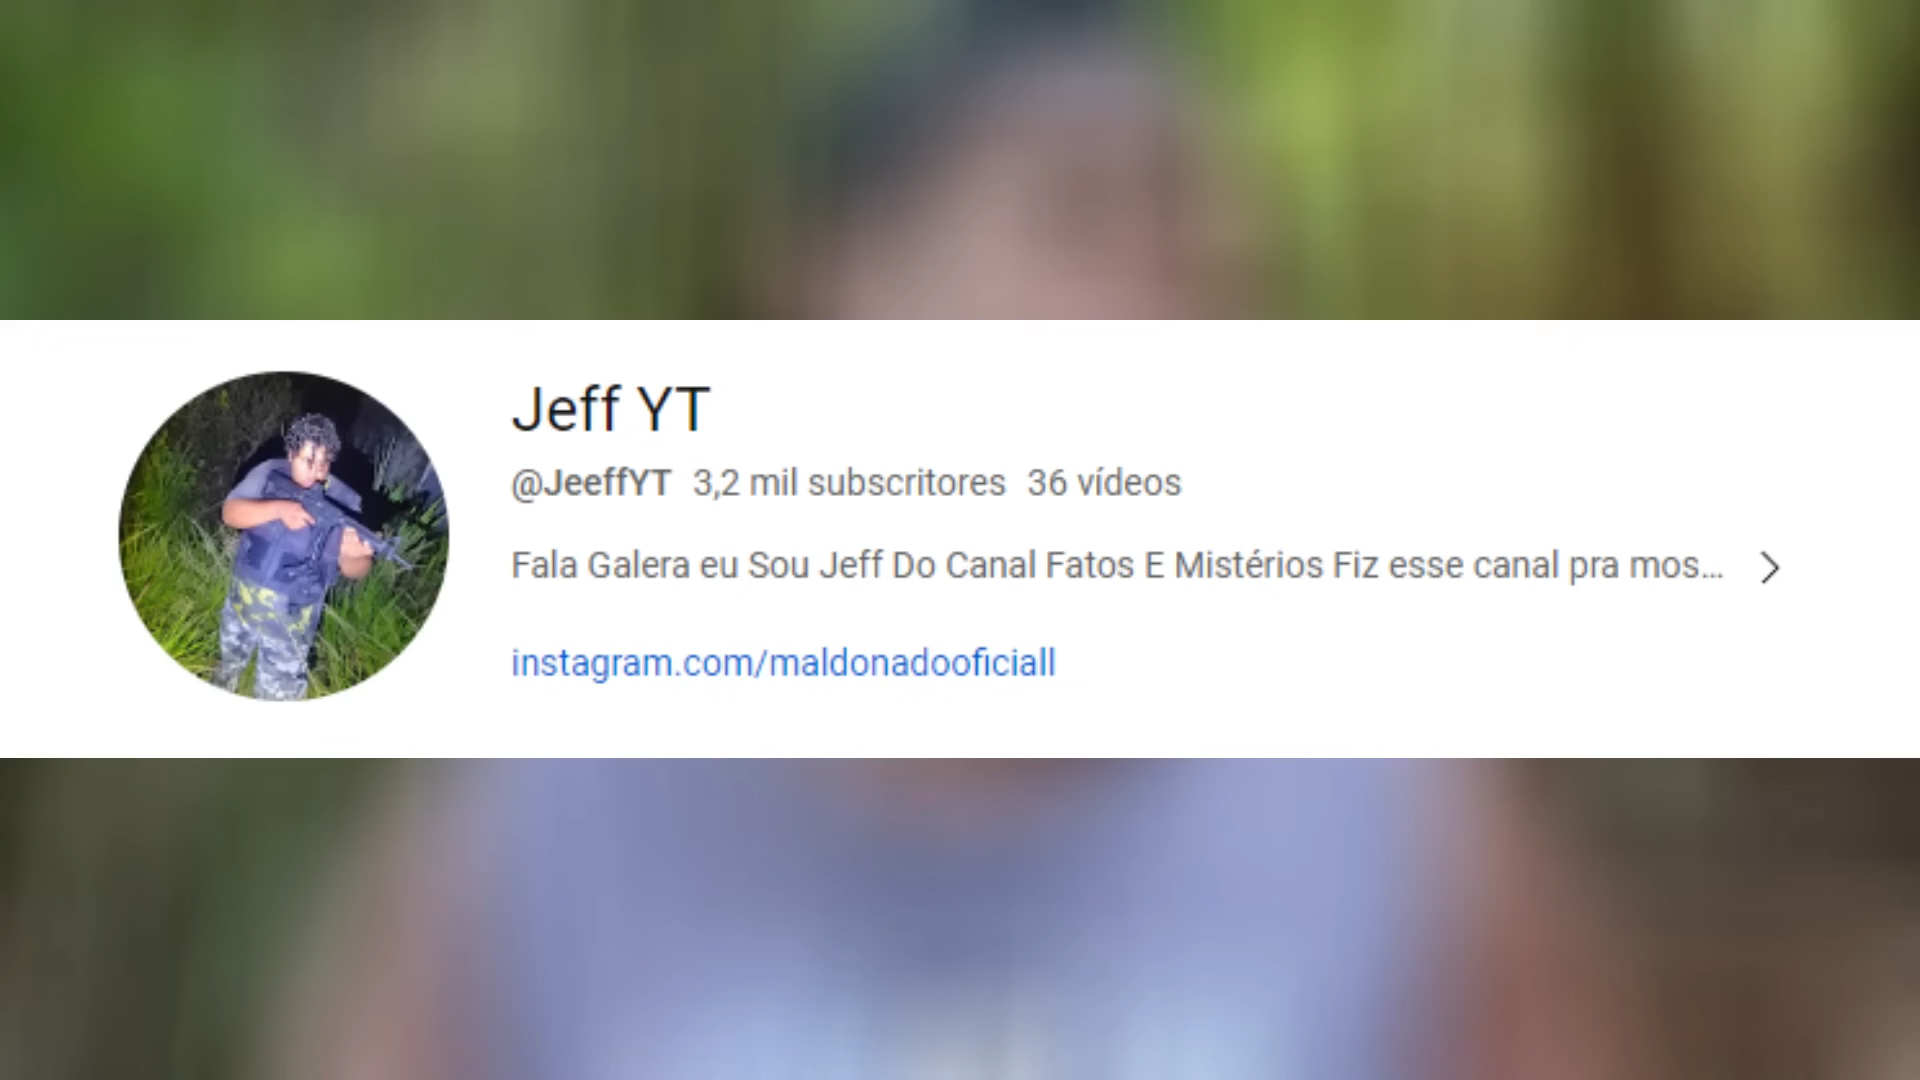 Jeff YT
@JeeffYT 3,2 mil subscritores 36 vídeos
Fala Galera eu Sou Jeff Do Canal Fatos E Mistérios Fiz esse canal pra mos...
instagram.com/maldonadooficiall